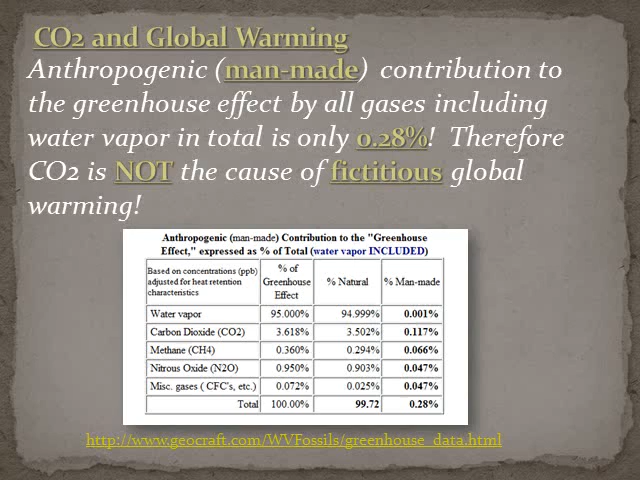 CO2 and Global Warming
Anthropogenic (man-made) contribution to
the greenhouse effect by all gases including
water vapor in total is only 0.28%! Therefore
CO2 is NOT the cause of fictitious global
warming!
Anthropogenic (man-made) Contribution to the "Greenhouse
Effect," expressed as % of Total (water vapor INCLUDED)
Based on concentrations (ppb) adjusted for heat retention characteristics % of Greenhouse Effect % Natural % Man-made
Water vapor 95.000% 94.999% 0.001%
Carbon Dioxide (CO2) 3.618% 3.502% 0.117%
Methane (CH4) 0.360% 0.294% 0.066%
Nitrous Oxide (N2O) 0.950% 0.903% 0.047%
Misc. gases ( CFC's, etc.) 0.072% 0.025% 0.047%
Total 100.00% 99.72 0.28%
http://www.geocraft.com/WVFossils/greenhouse_data.html